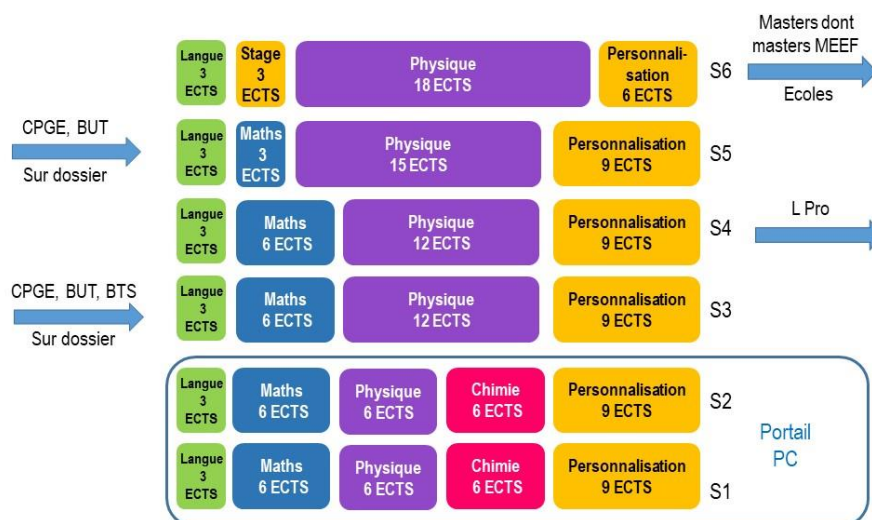 Langue
3
ECTS
Stage
3
ECTS
Physique
18 ECTS
Personnali-
sation
6 ECTS
S6
Masters dont
masters MEEF
Ecoles
CPGE, BUT
Sur dossier
Langue
3
ECTS
Maths
3
ECTS
Physique
15 ECTS
Personnalisation
9 ECTS
S5
Langue
3
ECTS
Maths
6 ECTS
Physique
12 ECTS
Personnalisation
9 ECTS
S4
L Pro
CPGE, BUT, BTS
Sur dossier
Langue
3
ECTS
Maths
6 ECTS
Physique
12 ECTS
Personnalisation
9 ECTS
S3
Langue
3
ECTS
Maths
6 ECTS
Physique
6 ECTS
Chimie
6 ECTS
Personnalisation
9 ECTS
S2
Portail
PC
Langue
3
ECTS
Maths
6 ECTS
Physique
6 ECTS
Chimie
6 ECTS
Personnalisation
9 ECTS
S1